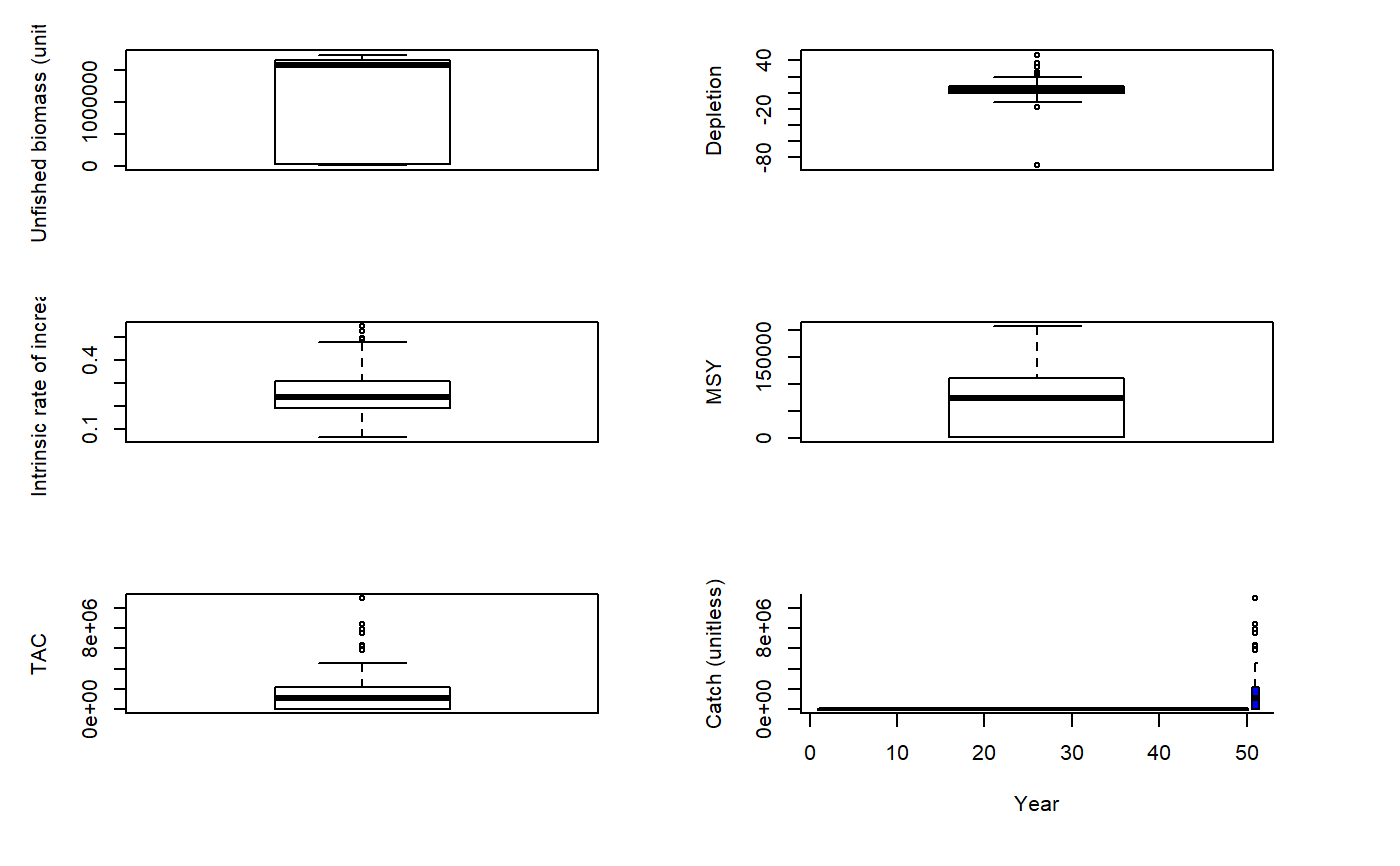 Unfished biomass (unit
1000000
0
Depletion
40
-20
-80
Intrinsic rate of increa
0.4
0.1
MSY
150000
0
TAC
8e+06
0e+00
Catch (unitless)
8e+06
0e+00
0 10 20 30 40 50
Year